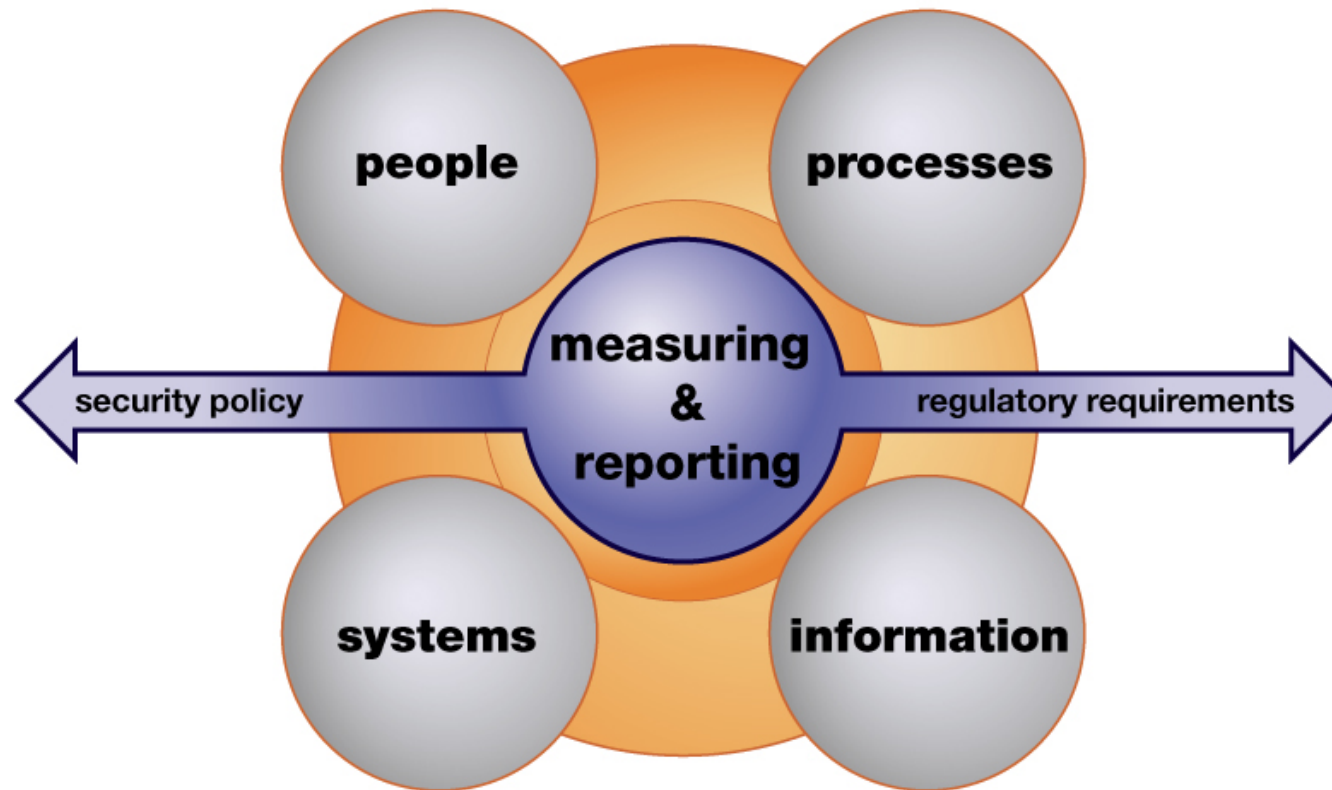 people
processes
measuring
&
reporting
security policy
regulatory requirements
systems
information